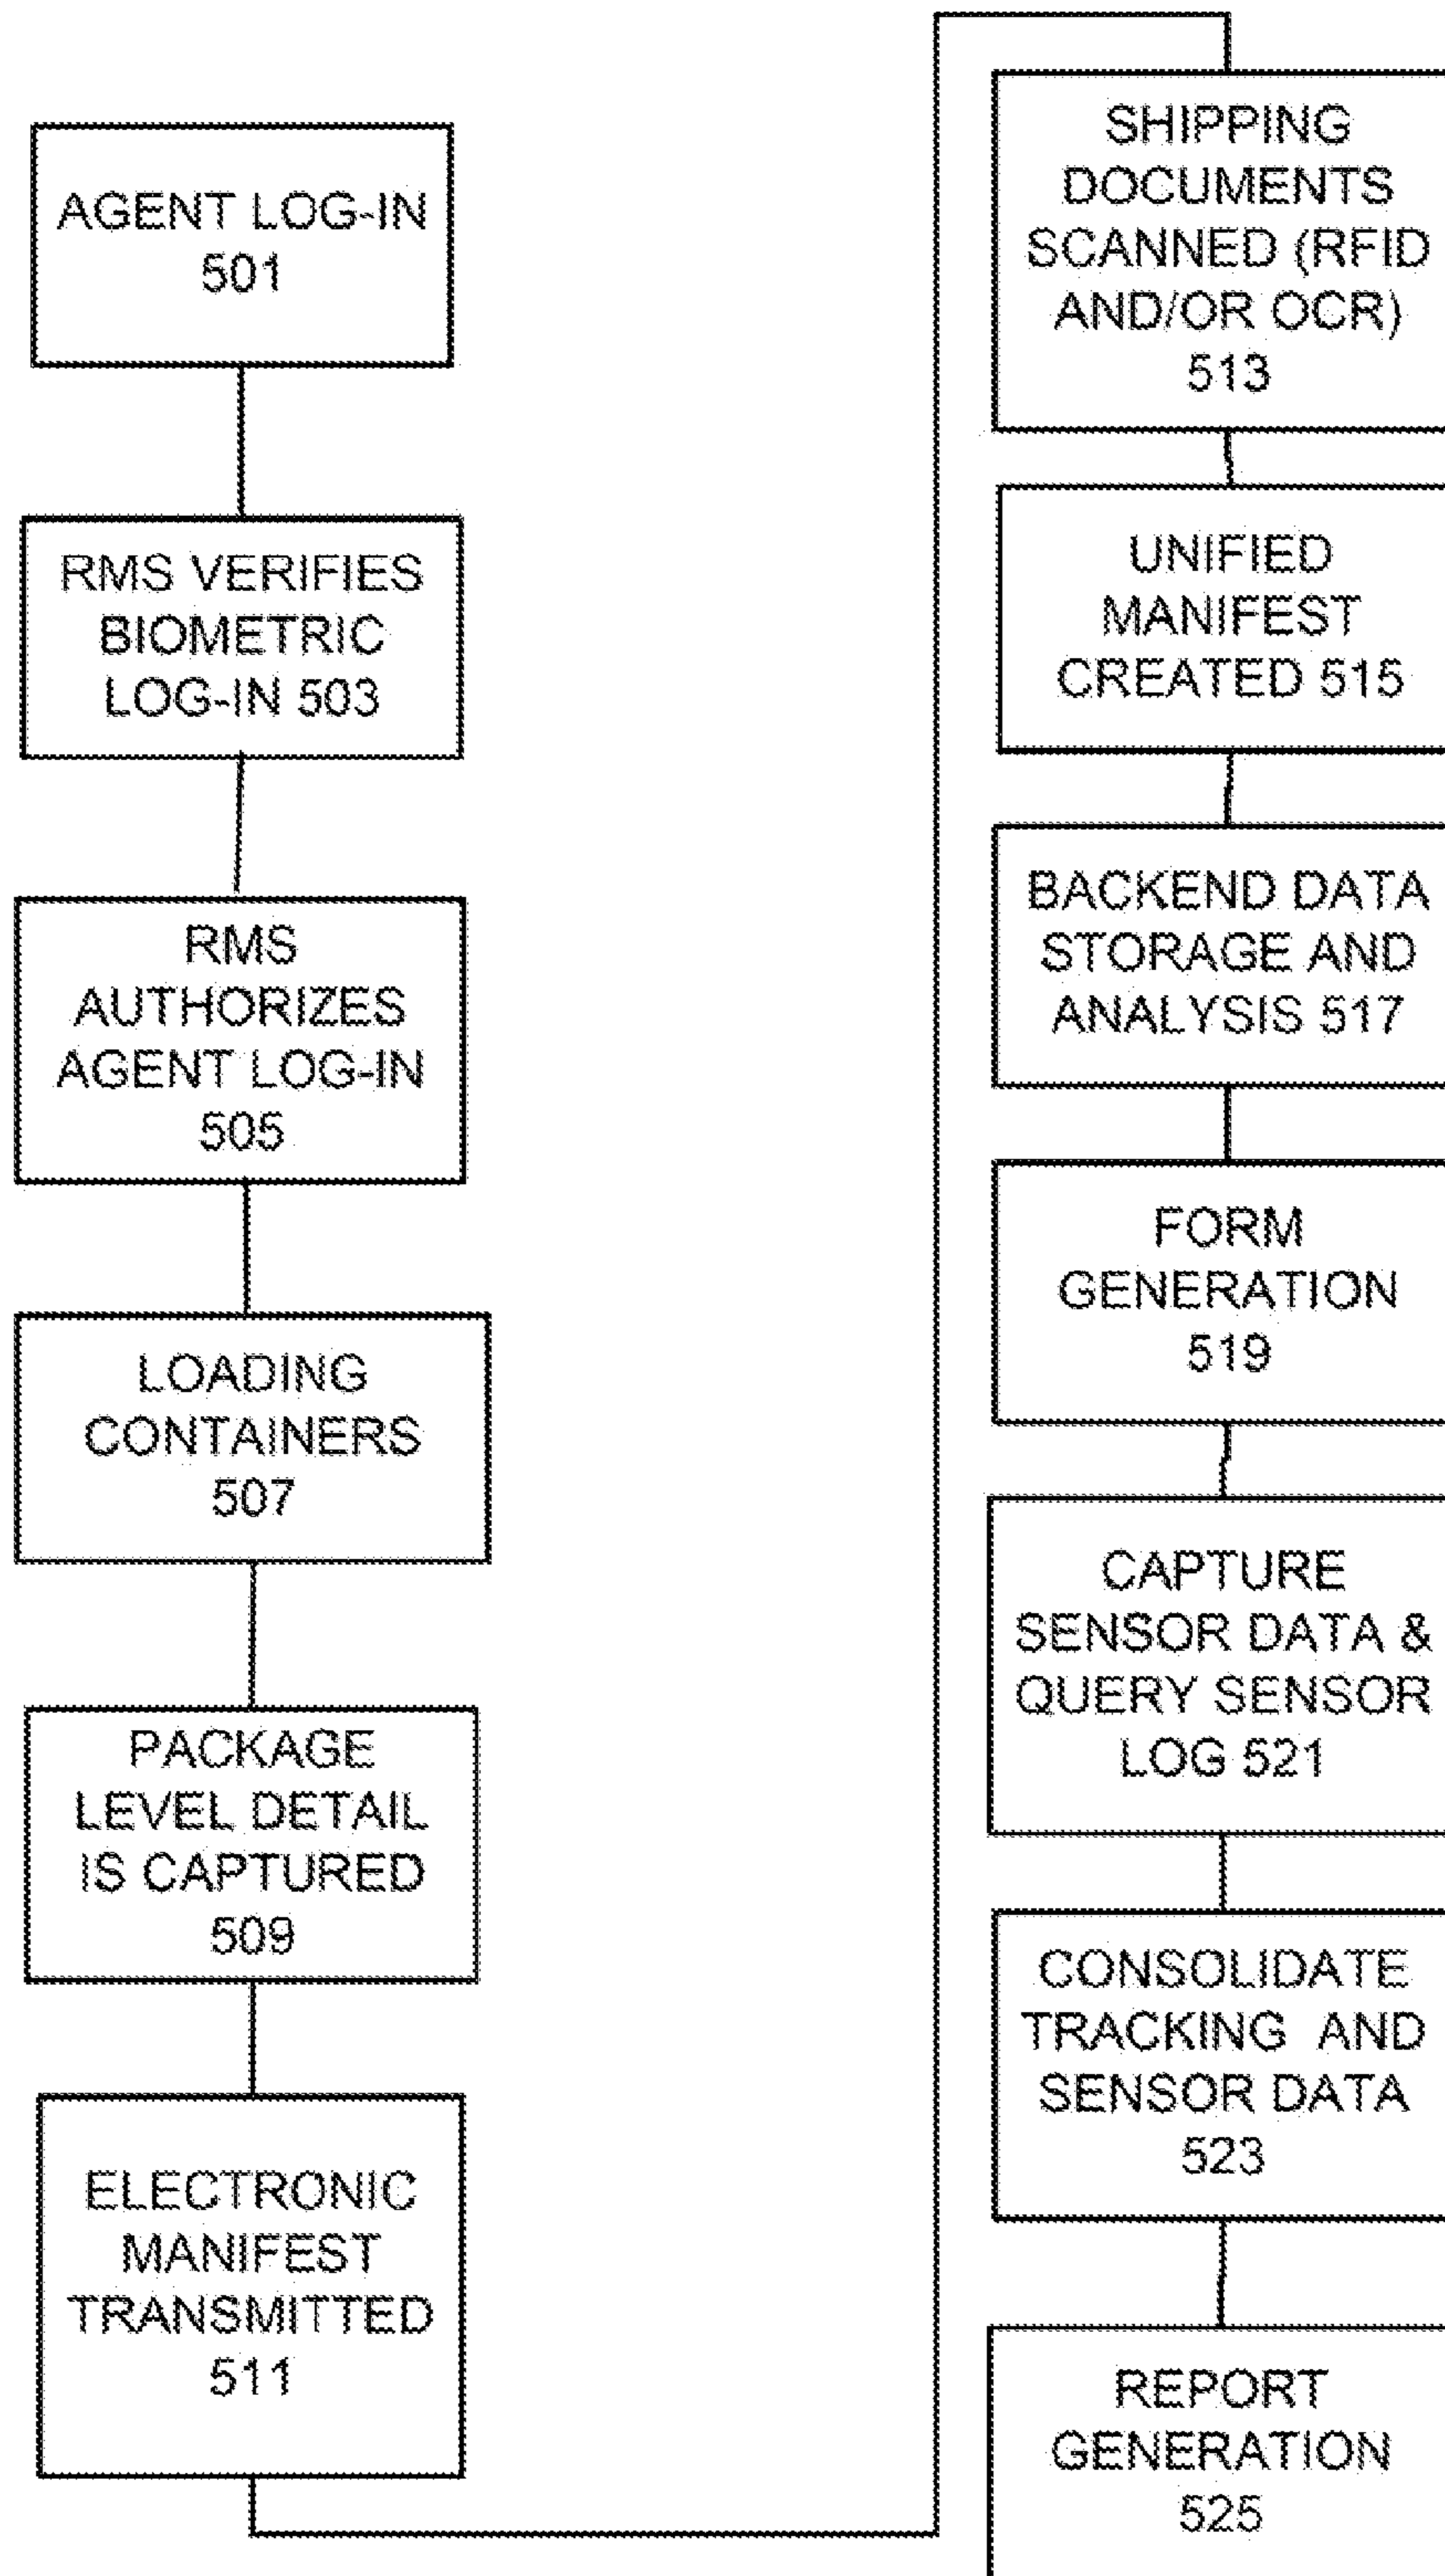 AGENT LOG-IN
501
RMS VERIFIES
BIOMETRIC
LOG-IN 503
RMS
AUTHORIZES
AGENT LOG-IN
505
LOADING
CONTAINERS
507
PACKAGE
LEVEL DETAIL
IS CAPTURED
509
ELECTRONIC
MANIFEST
TRANSMITTED
511
SHIPPING
DOCUMENTS
SCANNED (RFID
AND/OR OCR)
513
UNIFIED
MANIFEST
CREATED 515
BACKEND DATA
STORAGE AND
ANALYSIS 517
FORM
GENERATION
519
CAPTURE
SENSOR DATA &
QUERY SENSOR
LOG 521
CONSOLIDATE
TRACKING AND
SENSOR DATA
523
REPORT
GENERATION
525